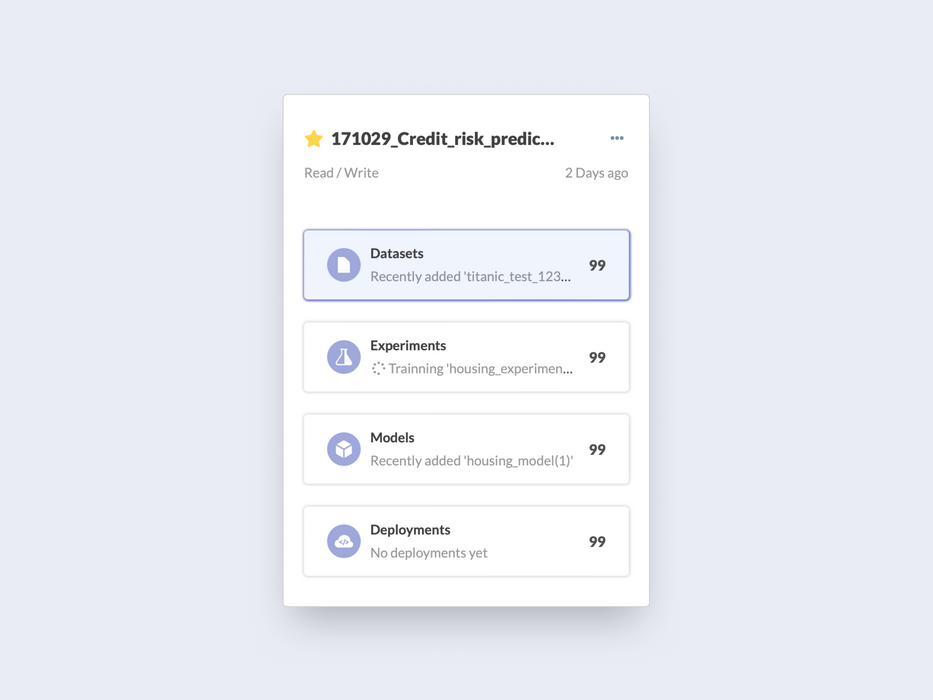 171029_Credit_risk_predic...
Read / Write 2 Days ago
Datasets
Recently added 'titanic_test_123... 99
Experiments
Trainning 'housing_experimen... 99
Models
Recently added 'housing_model(1)' 99
Deployments
No deployments yet 99